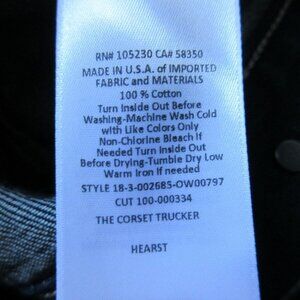 RN# 105230 CA# 58350
MADE IN U.S.A. of IMPORTED
FABRIC and MATERIALS
100 % Cotton
Turn Inside Out Before
Washing-Machine Wash Cold
with Like Colors Only
Non-Chlorine Bleach If
Needed Turn Inside Out
Before Drying-Tumble Dry Low
Warm Iron if needed
STYLE 18-3-002685-OW00797
CUT 100-000334
THE CORSET TRUCKER
HEARST